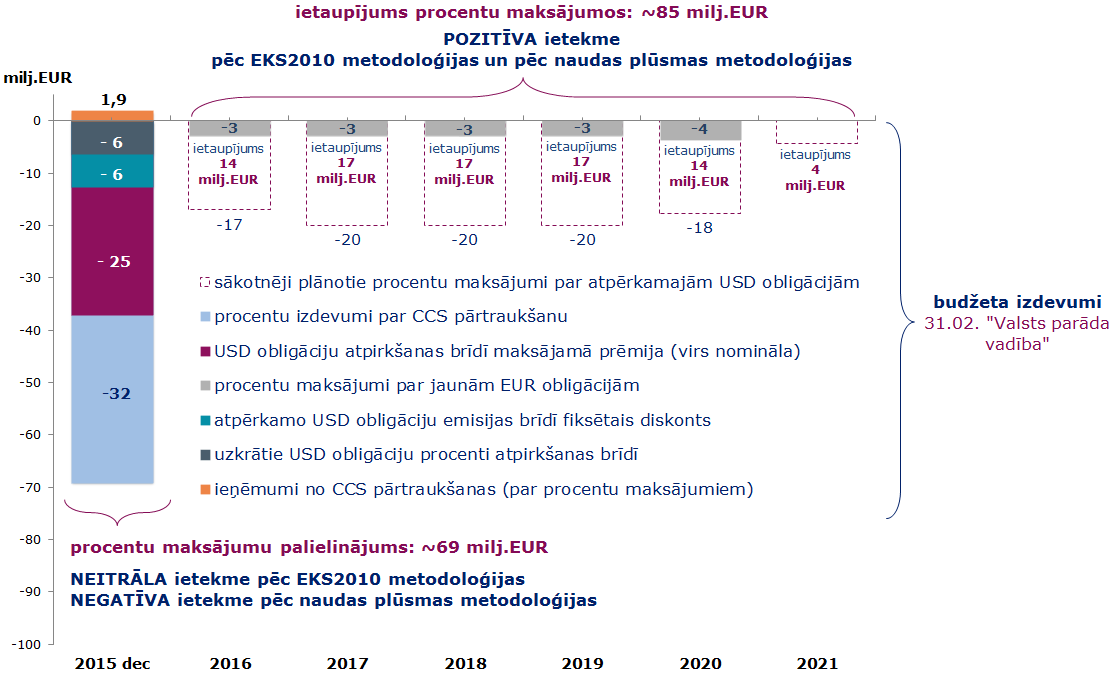 ietaupījums procentu maksājumos: ~85 milj.EUR
POZITĪVA ietekme
pēc EKS2010 metodoloģijas un pēc naudas plūsmas metodoloģijas
milj.EUR
1,9
0
-10
-20
-30
-40
-50
-60
-70
-80
-90
-100
- 6
- 6
- 25
-32
-3
ietaupījums
14
milj.EUR
-17
-3
ietaupījums
17
milj.EUR
-20
-3
ietaupījums
17
milj.EUR
-20
-3
ietaupījums
17
milj.EUR
-20
-4
ietaupījums
14
milj.EUR
-18
ietaupījums
4
milj.EUR
sākotnēji plānotie procentu maksājumi par atpērkamajām USD obligācijām
procentu izdevumi par CCS pārtraukšanu
USD obligāciju atpirkšanas brīdī maksājamā prēmija (virs nomināla)
procentu maksājumi par jaunām EUR obligācijām
atpērkamo USD obligāciju emisijas brīdī fiksētais diskonts
uzkrātie USD obligāciju procenti atpirkšanas brīdī
ieņēmumi no CCS pārtraukšanas (par procentu maksājumiem)
budžeta izdevumi
31.02. "Valsts parāda
vadība"
procentu maksājumu palielinājums: ~69 milj.EUR
NEITRĀLA ietekme pēc EKS2010 metodoloģijas
NEGATĪVA ietekme pēc naudas plūsmas metodoloģijas
2015 dec
2016
2017
2018
2019
2020
2021